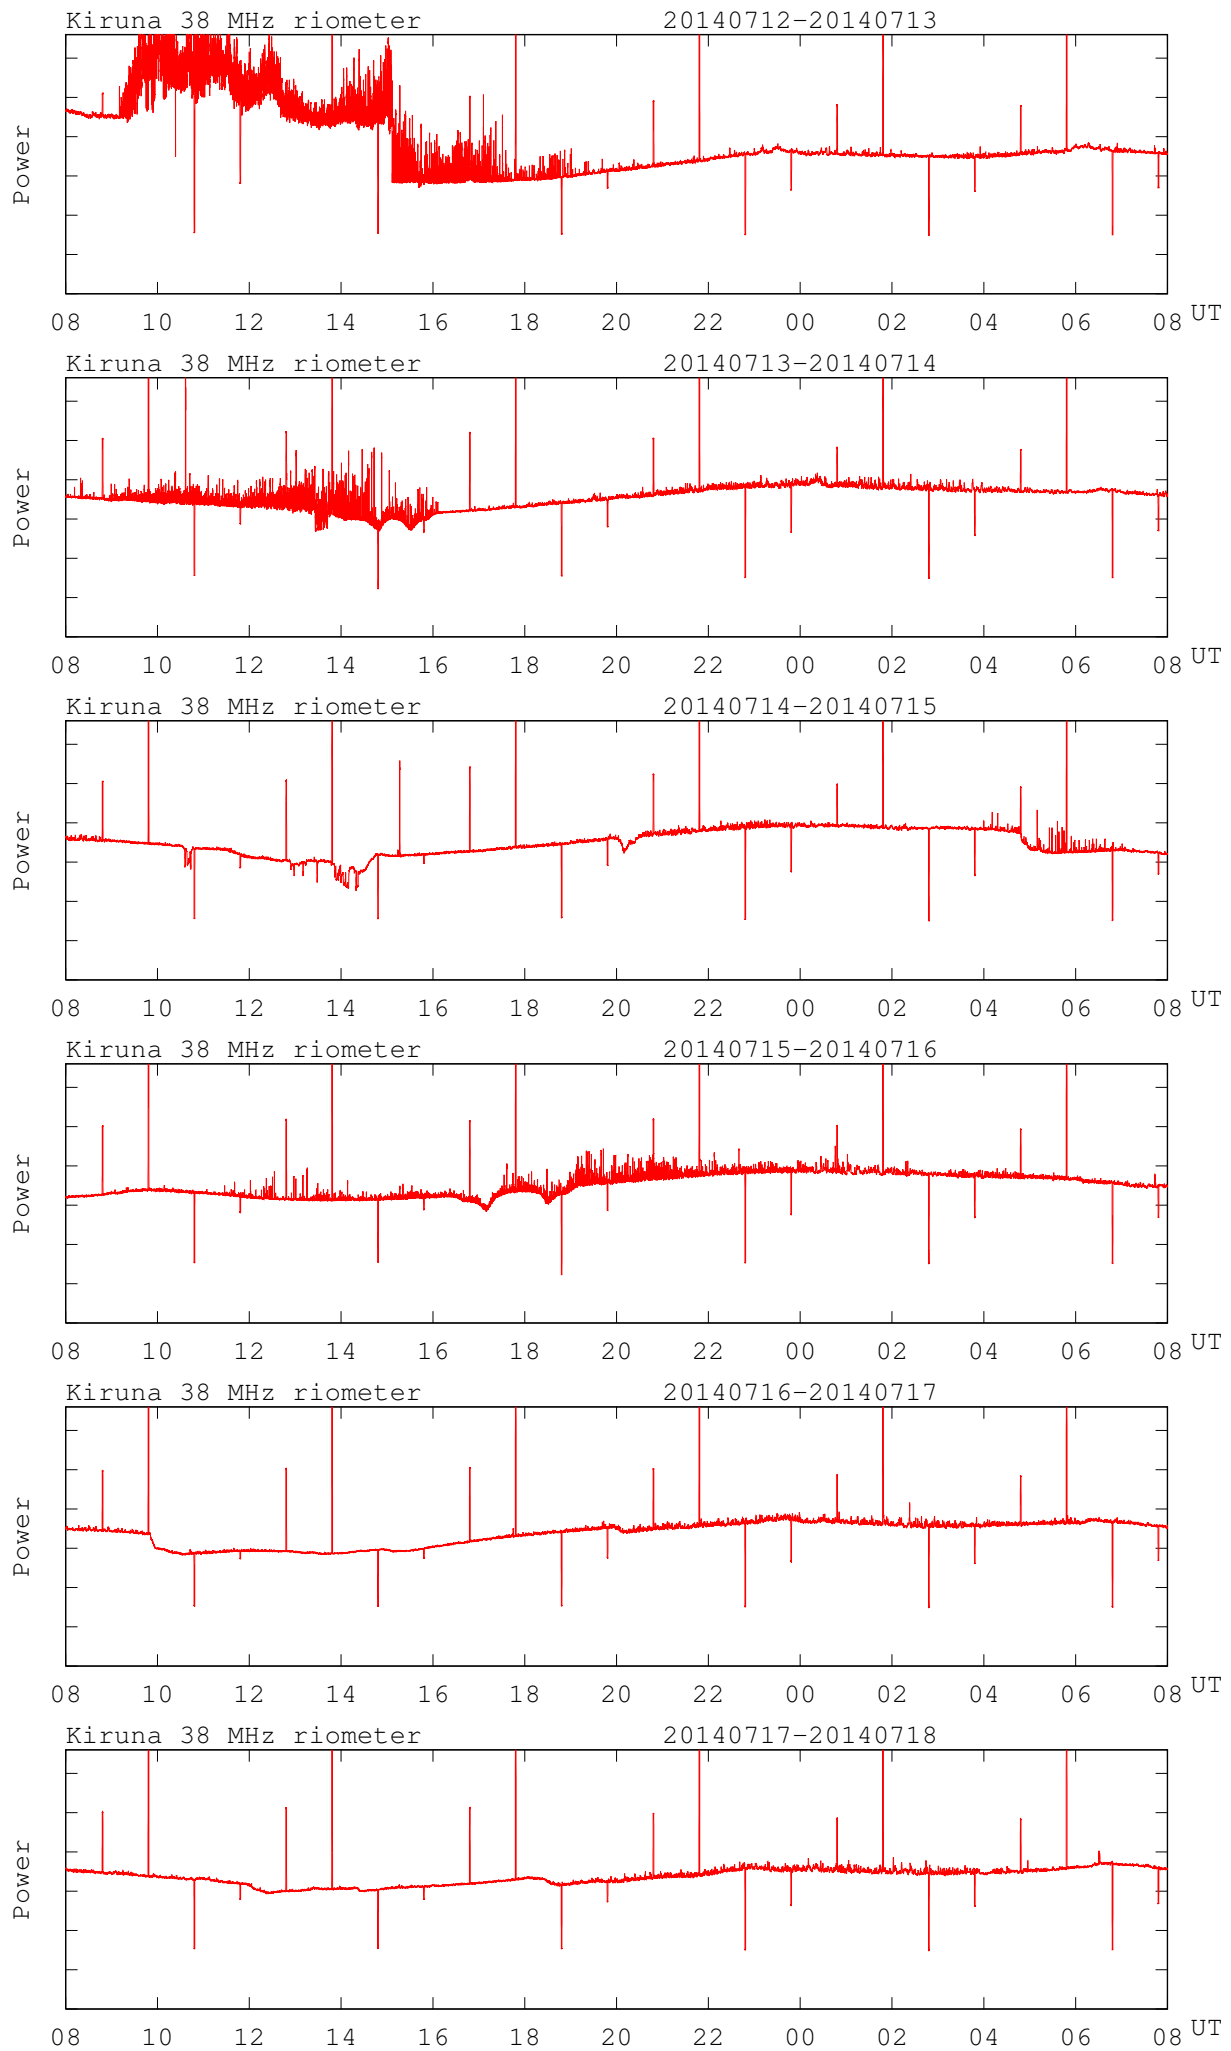 Kiruna 38 MHz riometer 20140712-20140713
Power
08 10 12 14 16 18 20 22 00 02 04 06 08 UT
Kiruna 38 MHz riometer 20140713-20140714
Power
08 10 12 14 16 18 20 22 00 02 04 06 08 UT
Kiruna 38 MHz riometer 20140714-20140715
Power
08 10 12 14 16 18 20 22 00 02 04 06 08 UT
Kiruna 38 MHz riometer 20140715-20140716
Power
08 10 12 14 16 18 20 22 00 02 04 06 08 UT
Kiruna 38 MHz riometer 20140716-20140717
Power
08 10 12 14 16 18 20 22 00 02 04 06 08 UT
Kiruna 38 MHz riometer 20140717-20140718
Power
08 10 12 14 16 18 20 22 00 02 04 06 08 UT